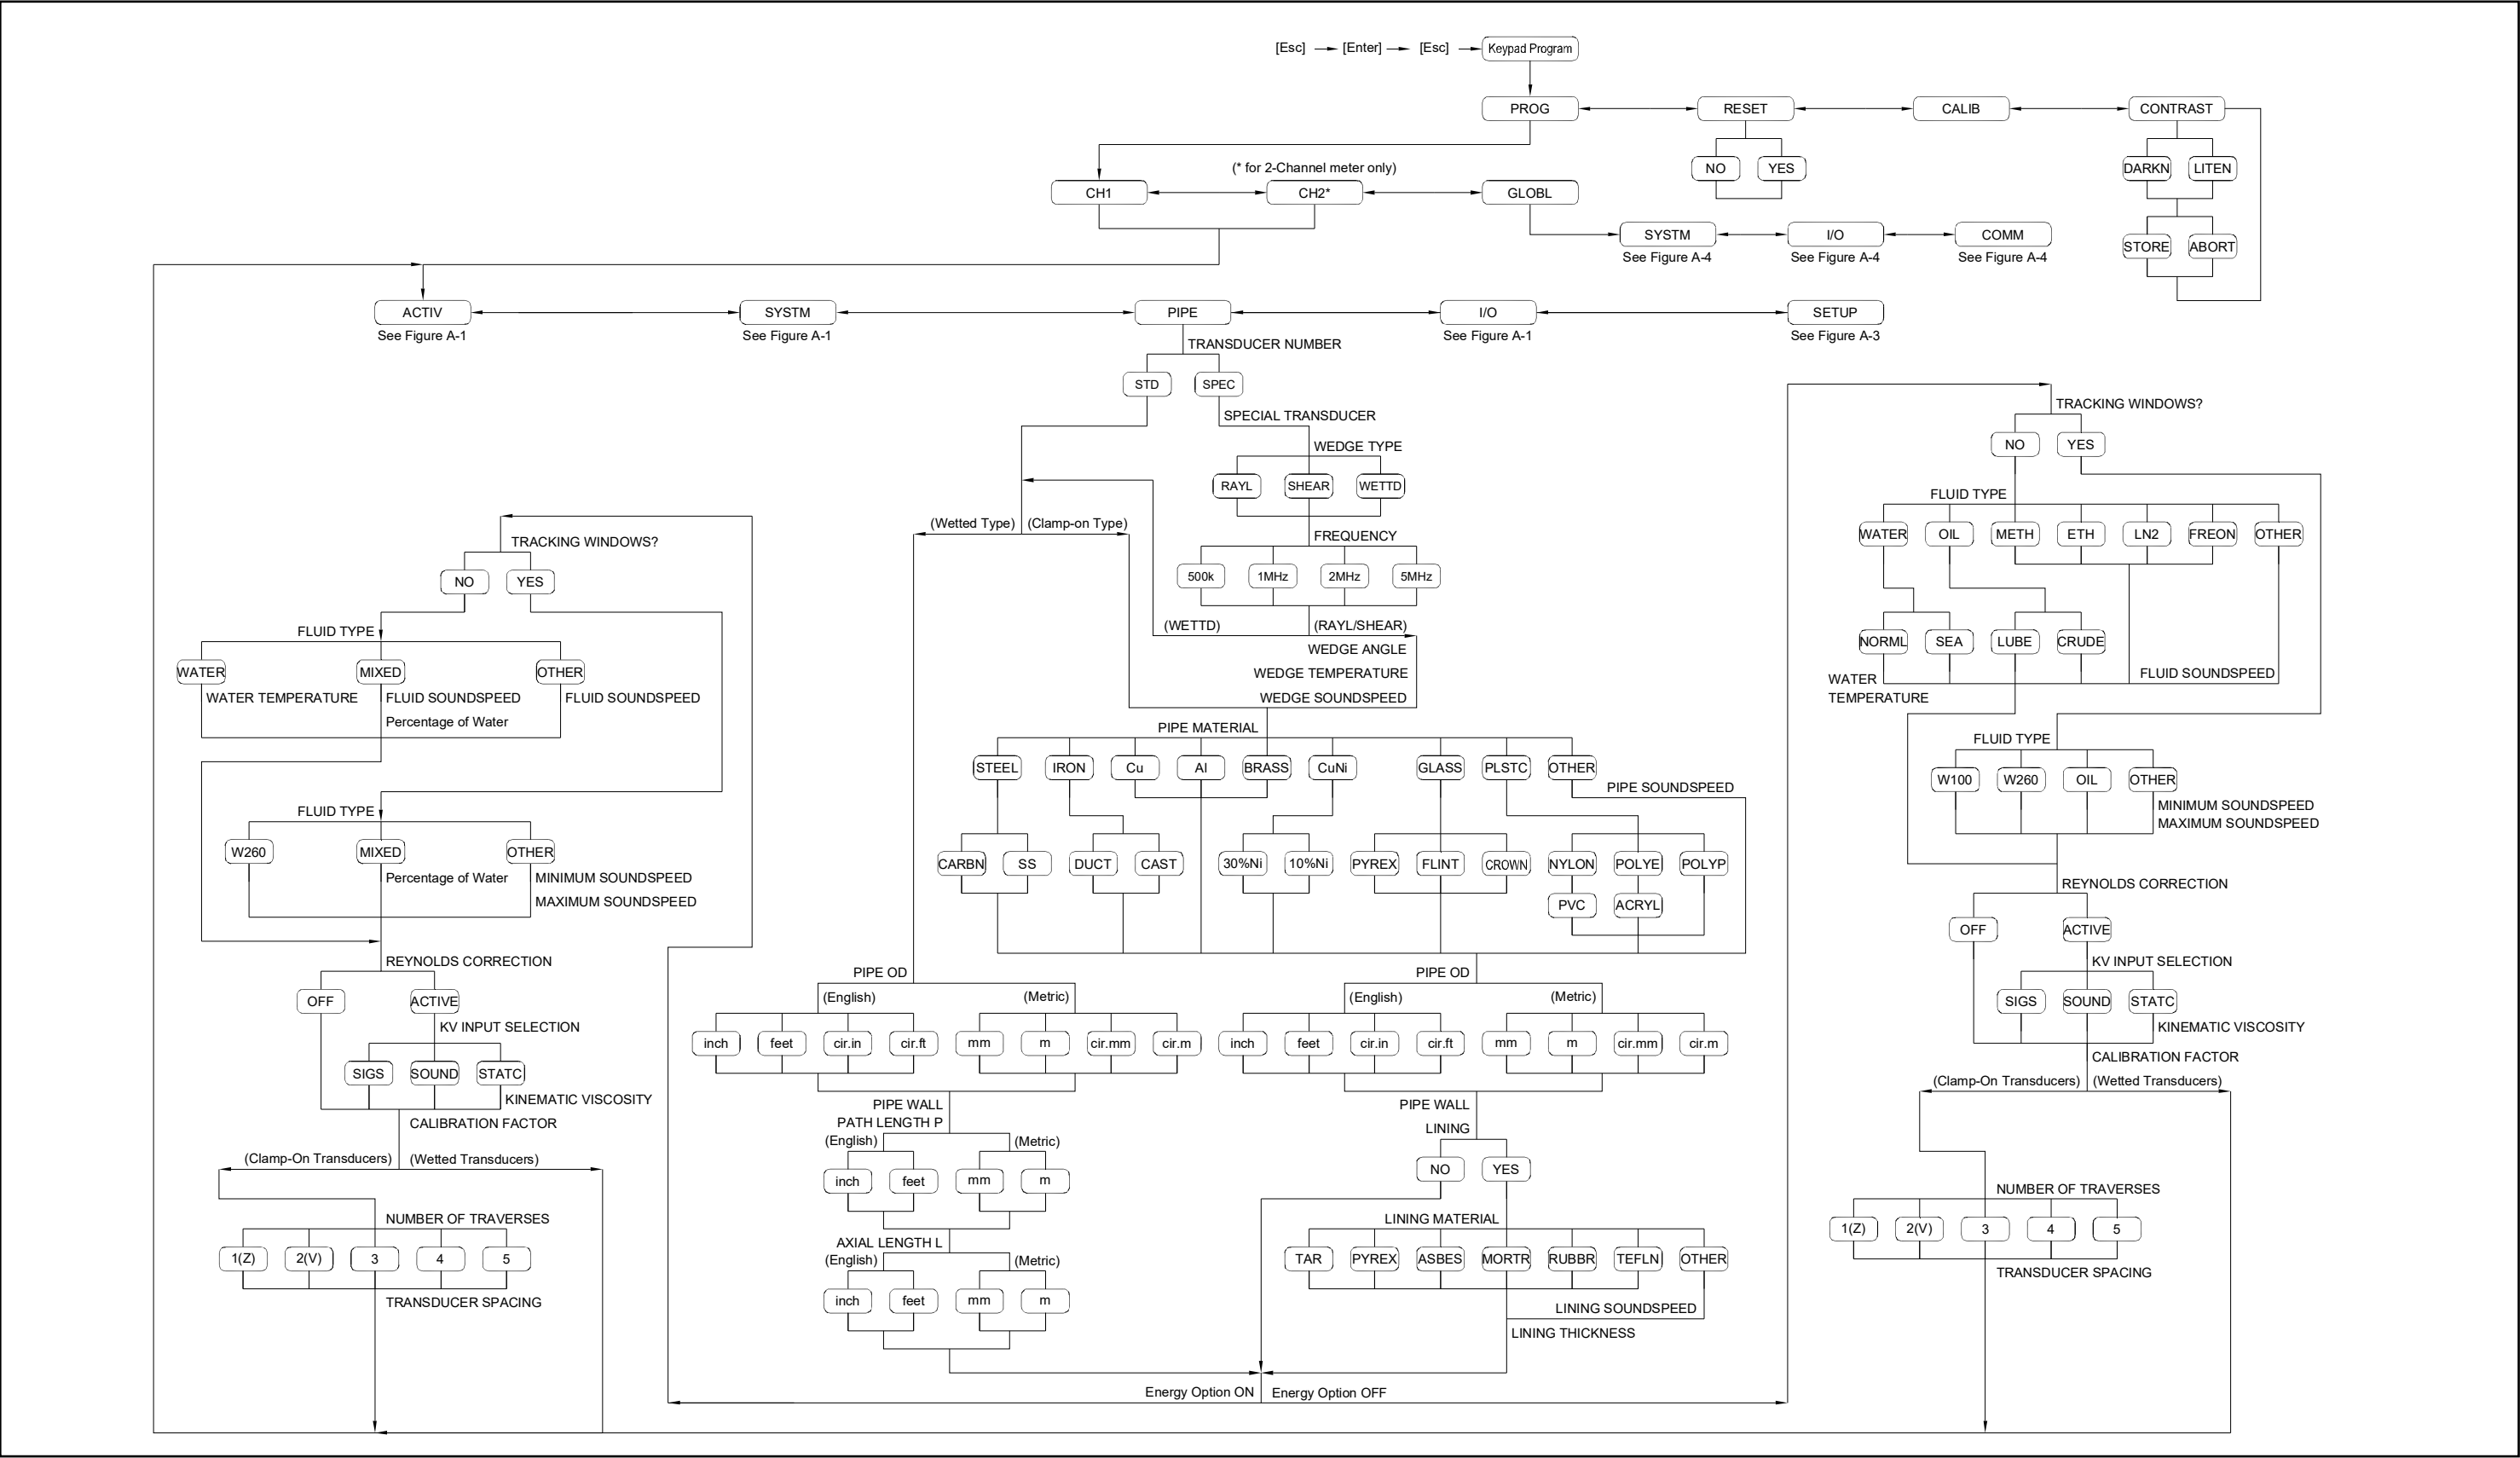 [Esc] [Enter] [Esc] Keypad Program
PROG RESET CALIB CONTRAST
NO YES
DARKN LITEN
STORE ABORT
(* for 2-Channel meter only)
CH1 CH2* GLOBL
SYSTM I/O COMM
See Figure A-4 See Figure A-4 See Figure A-4
ACTIV SYSTM PIPE I/O SETUP
See Figure A-1 See Figure A-1 See Figure A-1 See Figure A-3
TRANSDUCER NUMBER
STD SPEC
SPECIAL TRANSDUCER
WEDGE TYPE
RAYL SHEAR WETTD
(Wetted Type) (Clamp-on Type)
FREQUENCY
500k 1MHz 2MHz 5MHz
(WETTD) (RAYL/SHEAR)
WEDGE ANGLE
WEDGE TEMPERATURE
WEDGE SOUNDSPEED
PIPE MATERIAL
STEEL IRON Cu Al BRASS CuNi GLASS PLSTC OTHER
PIPE SOUNDSPEED
CARBN SS DUCT CAST 30%Ni 10%Ni PYREX FLINT CROWN NYLON POLYE POLYP
PVC ACRYL
PIPE OD
(English) (Metric)
inch feet cir.in cir.ft mm m cir.mm cir.m
PIPE WALL
PATH LENGTH P
(English) (Metric)
inch feet mm m
AXIAL LENGTH L
(English) (Metric)
inch feet mm m
PIPE OD
(English) (Metric)
inch feet cir.in cir.ft mm m cir.mm cir.m
PIPE WALL
LINING
NO YES
LINING MATERIAL
TAR PYREX ASBES MORTR RUBBR TEFLN OTHER
LINING SOUNDSPEED
LINING THICKNESS
Energy Option ON Energy Option OFF
TRACKING WINDOWS?
NO YES
FLUID TYPE
WATER MIXED OTHER
WATER TEMPERATURE FLUID SOUNDSPEED FLUID SOUNDSPEED
Percentage of Water
FLUID TYPE
W260 MIXED OTHER
Percentage of Water MINIMUM SOUNDSPEED
MAXIMUM SOUNDSPEED
REYNOLDS CORRECTION
OFF ACTIVE
KV INPUT SELECTION
SIGS SOUND STATC
KINEMATIC VISCOSITY
CALIBRATION FACTOR
(Clamp-On Transducers) (Wetted Transducers)
NUMBER OF TRAVERSES
1(Z) 2(V) 3 4 5
TRANSDUCER SPACING
TRACKING WINDOWS?
NO YES
FLUID TYPE
WATER OIL METH ETH LN2 FREON OTHER
NORML SEA LUBE CRUDE
WATER FLUID SOUNDSPEED
TEMPERATURE
FLUID TYPE
W100 W260 OIL OTHER
MINIMUM SOUNDSPEED
MAXIMUM SOUNDSPEED
REYNOLDS CORRECTION
OFF ACTIVE
KV INPUT SELECTION
SIGS SOUND STATC
KINEMATIC VISCOSITY
CALIBRATION FACTOR
(Clamp-On Transducers) (Wetted Transducers)
NUMBER OF TRAVERSES
1(Z) 2(V) 3 4 5
TRANSDUCER SPACING